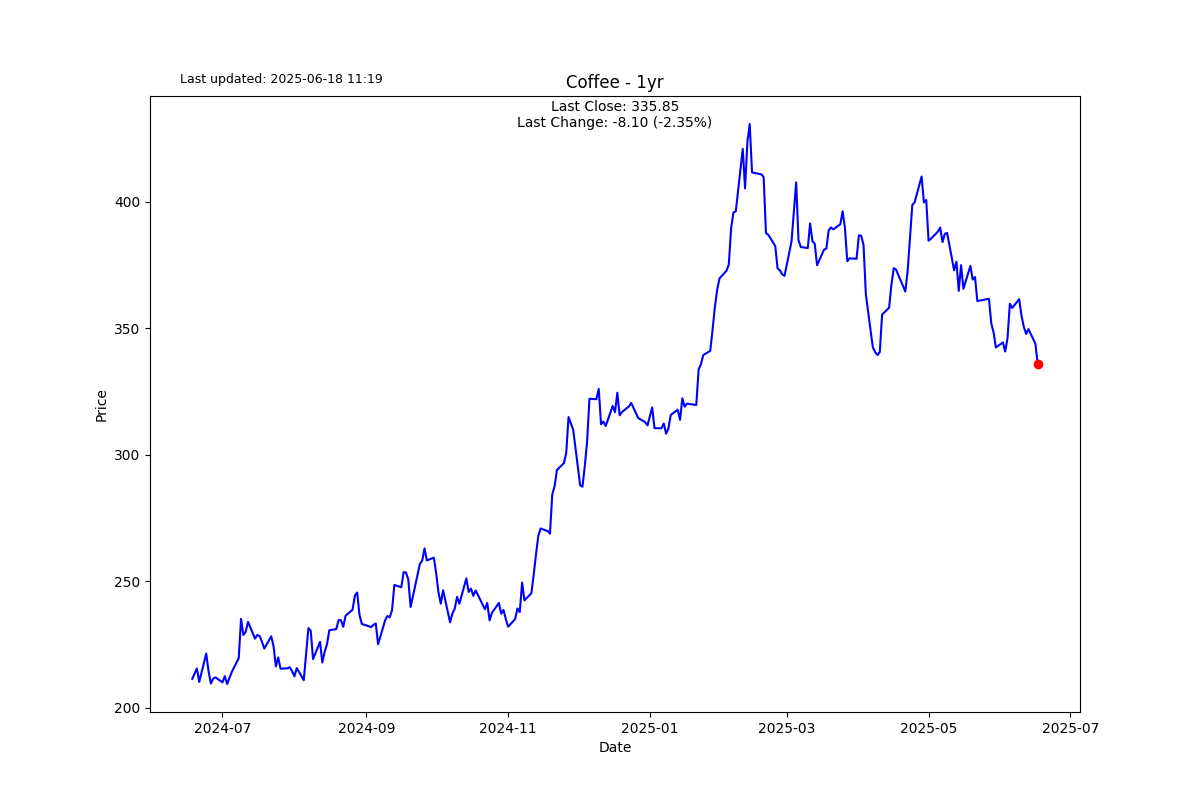 Last updated: 2025-06-18 11:19
Coffee - 1yr
Last Close: 335.85
Last Change: -8.10 (-2.35%)
400
350
300
250
200
Price
2024-07
2024-09
2024-11
2025-01
2025-03
2025-05
2025-07
Date